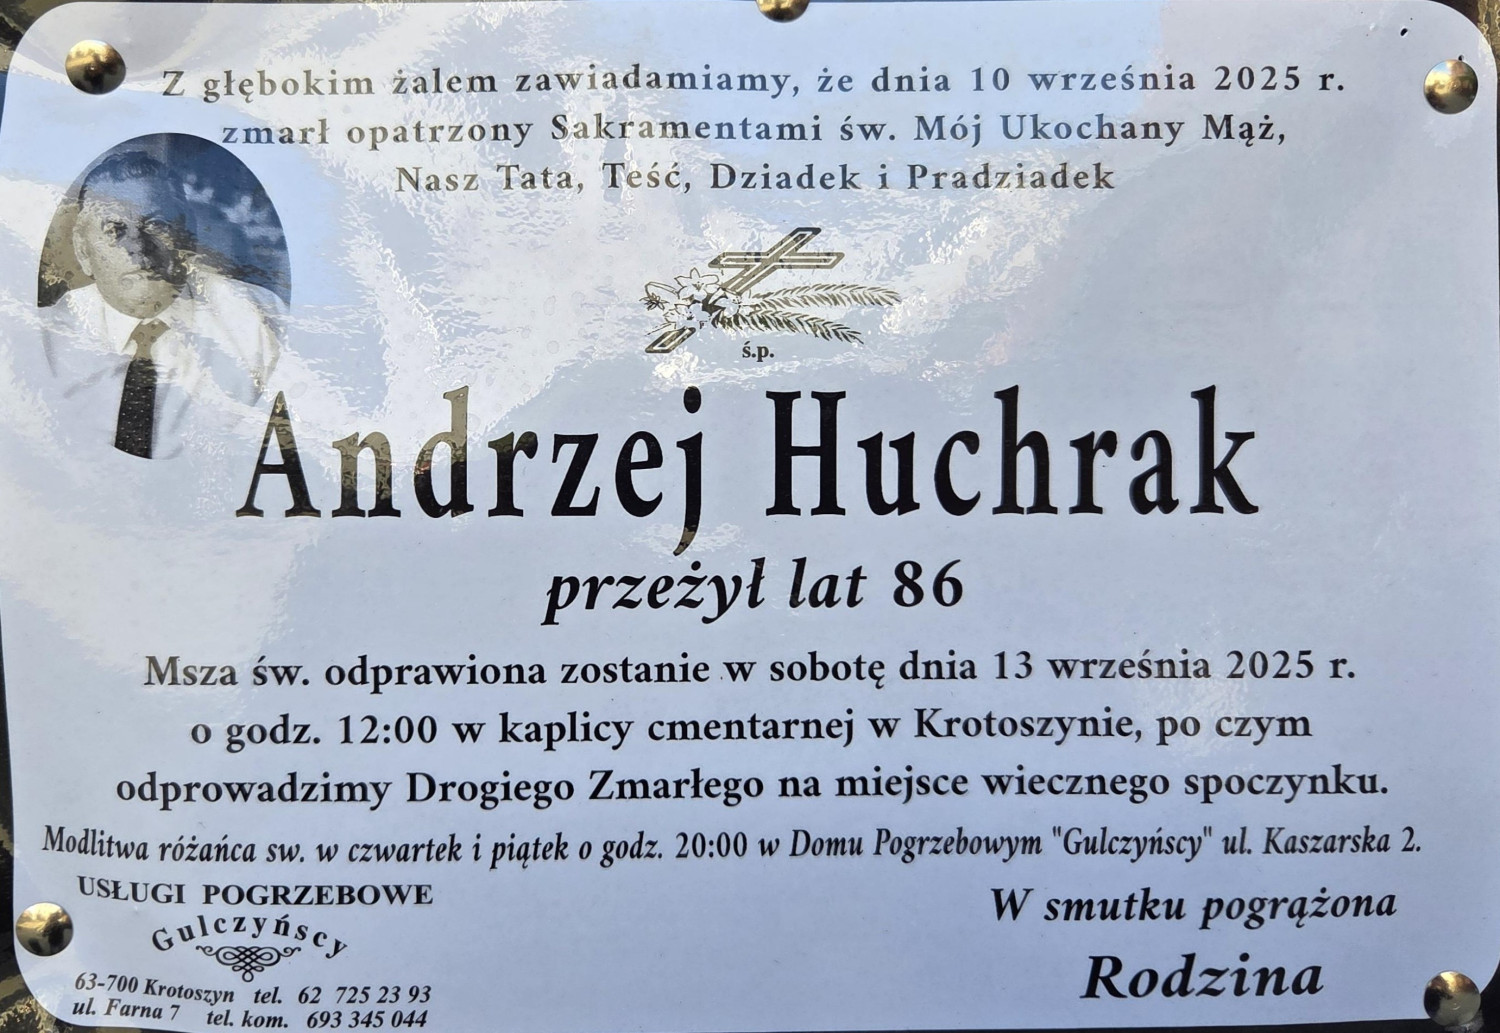 Z głębokim żalem zawiadamiamy, że dnia 10 września 2025 r.
zmarł opatrzony Sakramentami św. Mój Ukochany Mąż,
Nasz Tata, Teść, Dziadek i Pradziadek
ś.p.
Andrzej Huchrak
przeżył lat 86
Msza św. odprawiona zostanie w sobotę dnia 13 września 2025 r.
o godz. 12:00 w kaplicy cmentarnej w Krotoszynie, po czym
odprowadzimy Drogiego Zmarłego na miejsce wiecznego spoczynku.
Modlitwa różańca sw. w czwartek i piątek o godz. 20:00 w Domu Pogrzebowym "Gulczyńscy" ul. Kaszarska 2.
USŁUGI POGRZEBOWE
Gulczyńscy
63-700 Krotoszyn tel. 62 725 23 93
ul. Farna 7 tel. kom. 693 345 044
W smutku pogrążona
Rodzina